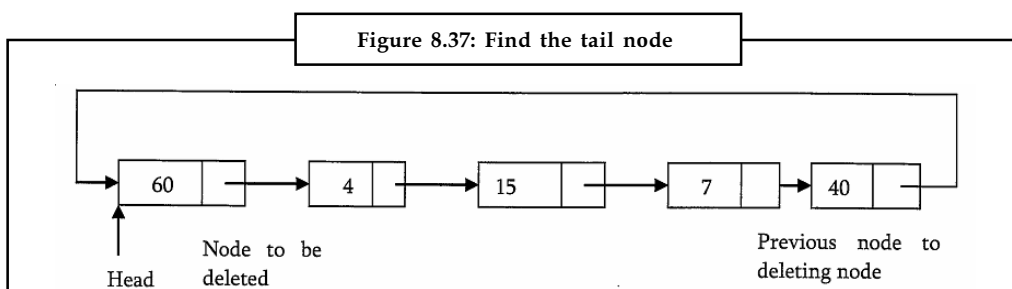 Figure 8.37: Find the tail node
60 4 15 7 40
Head
Node to be
deleted
Previous node to
deleting node